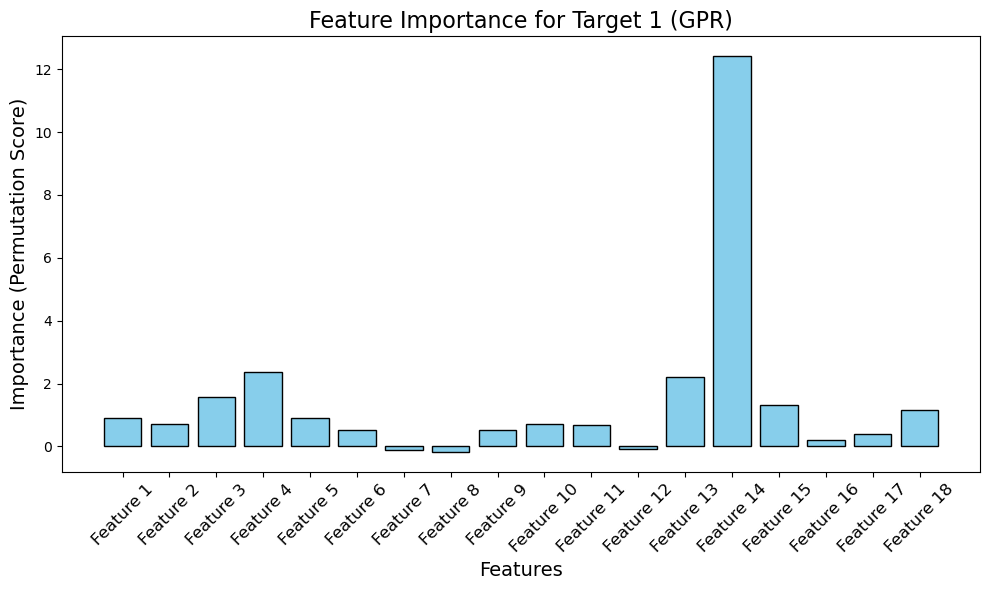 Feature Importance for Target 1 (GPR)
Importance (Permutation Score)
12
10
8
6
4
2
0
Feature 1
Feature 2
Feature 3
Feature 4
Feature 5
Feature 6
Feature 7
Feature 8
Feature 9
Feature 10
Feature 11
Feature 12
Feature 13
Feature 14
Feature 15
Feature 16
Feature 17
Feature 18
Features